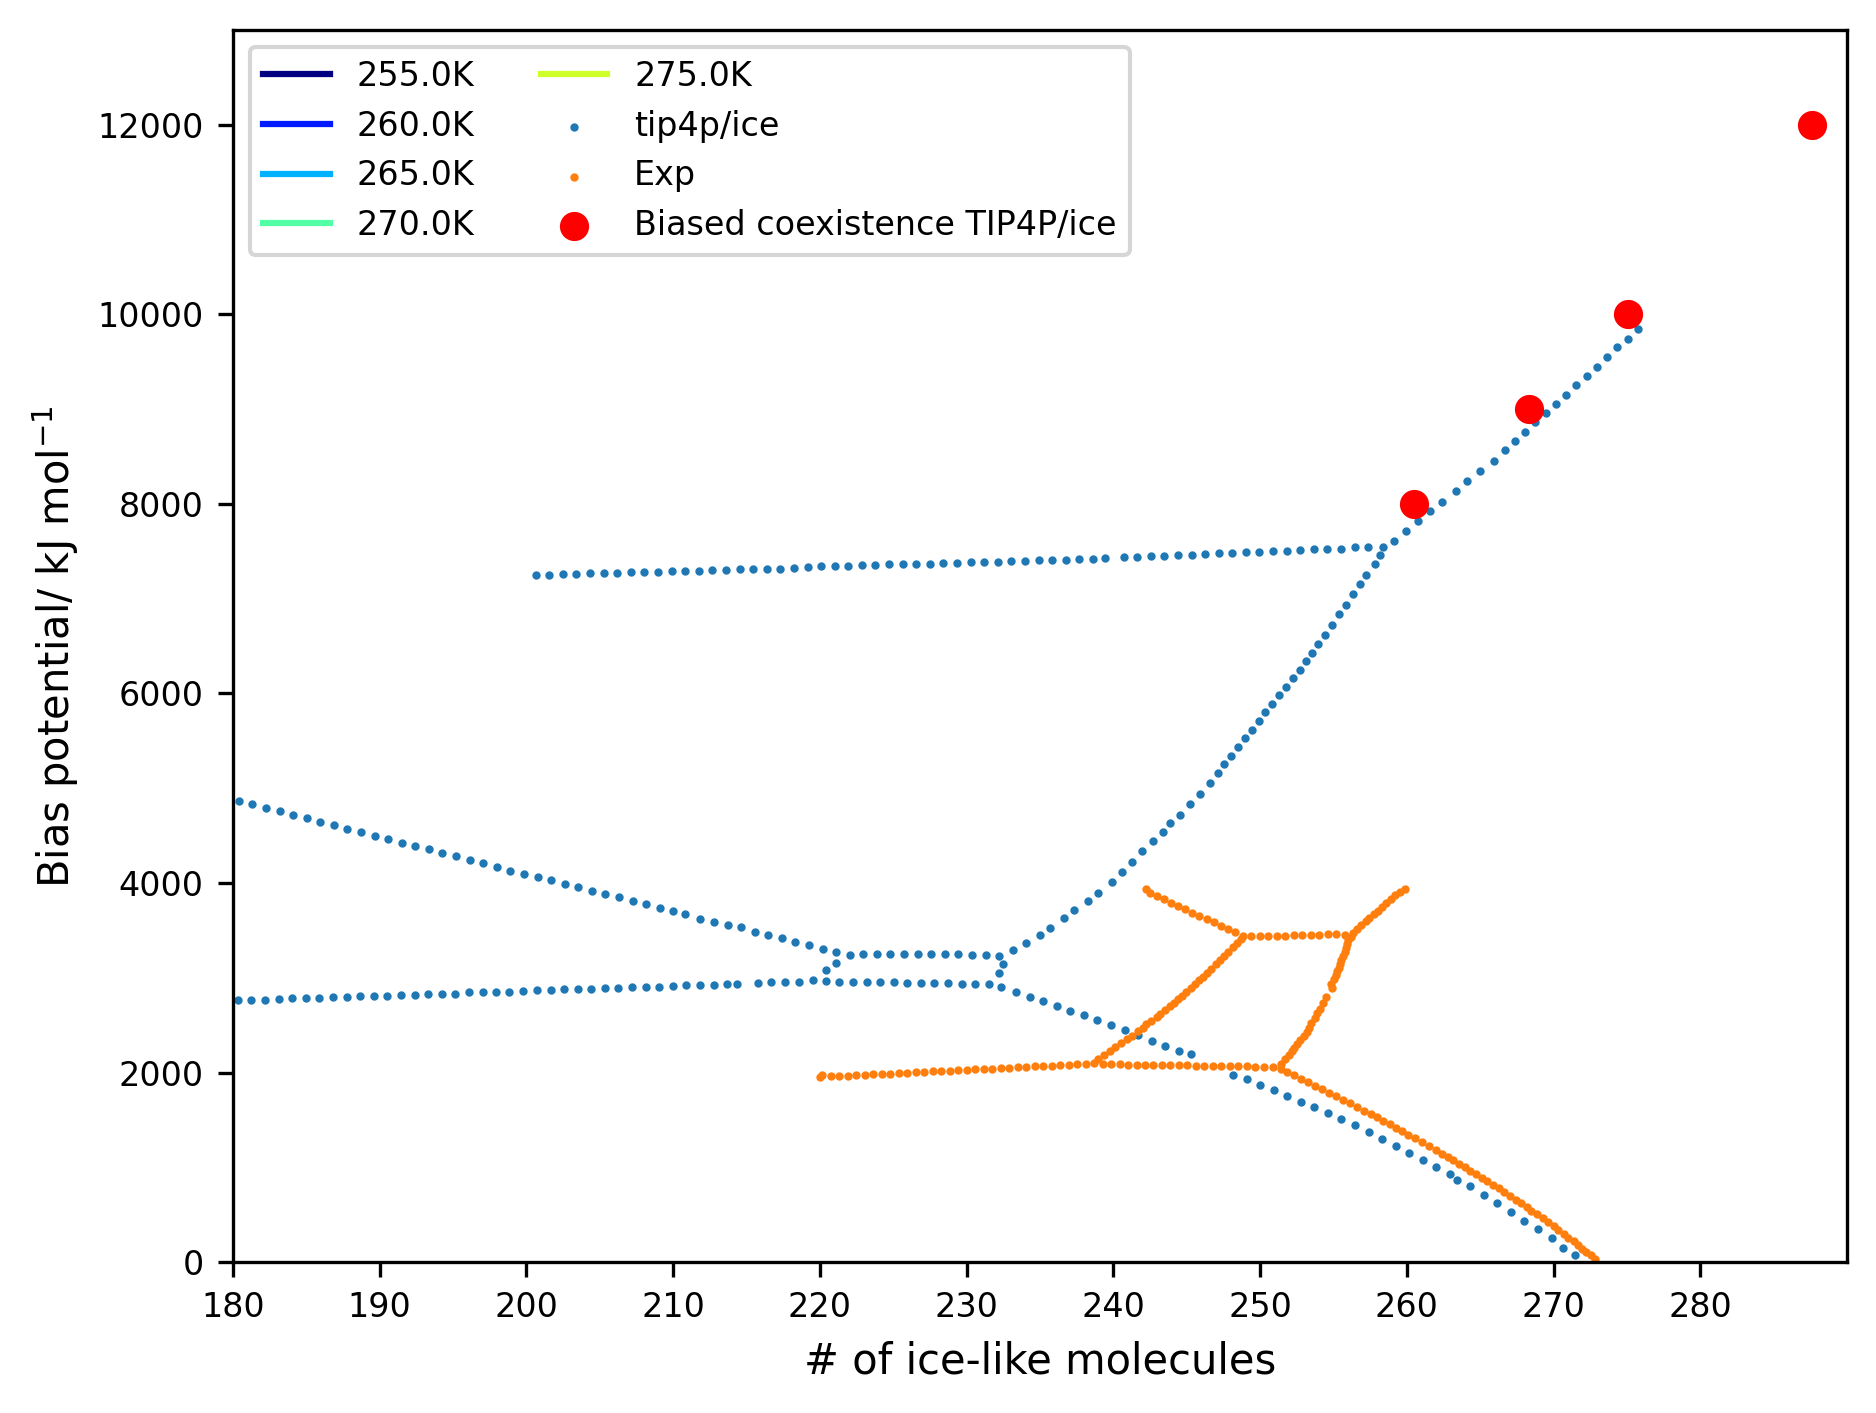 255.0K
260.0K
265.0K
270.0K
275.0K
tip4p/ice
Exp
Biased coexistence TIP4P/ice
12000
10000
8000
6000
4000
2000
0
Bias potential/ kJ mol⁻¹
180 190 200 210 220 230 240 250 260 270 280
# of ice-like molecules